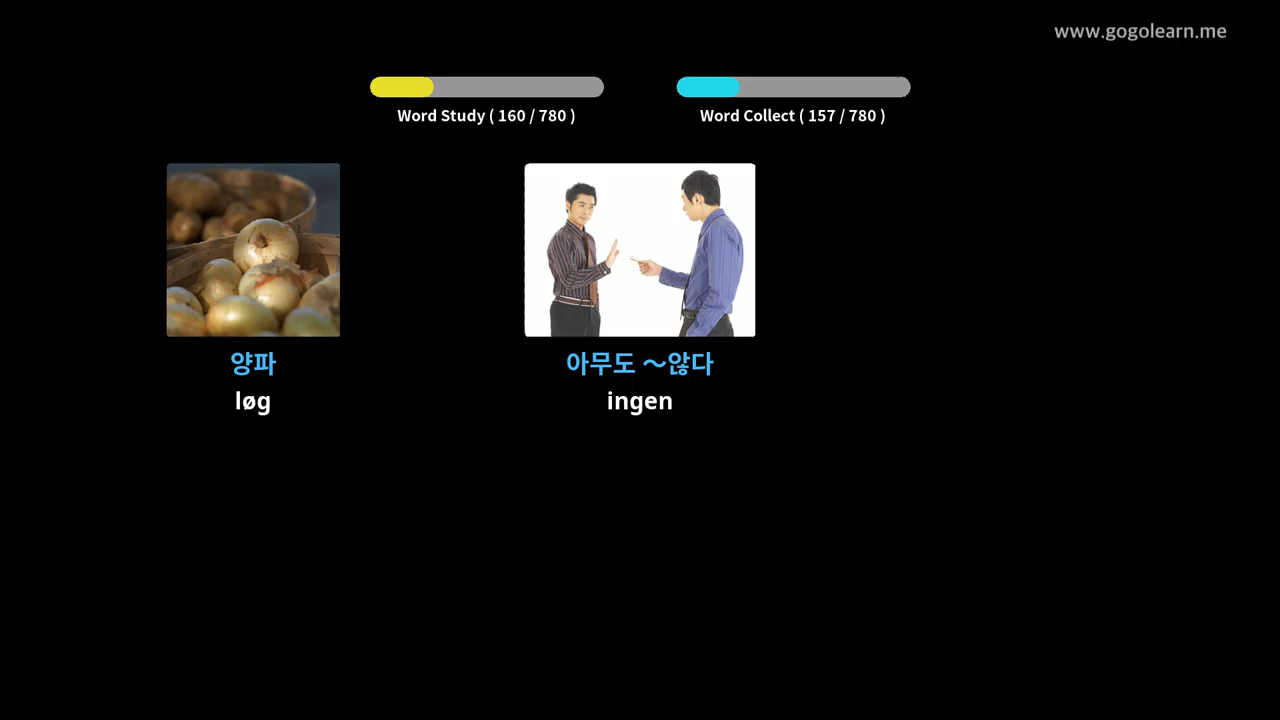 www.gogolearn.me
Word Study ( 160 / 780 )
Word Collect ( 157 / 780 )
양파
løg
아무도 ～않다
ingen